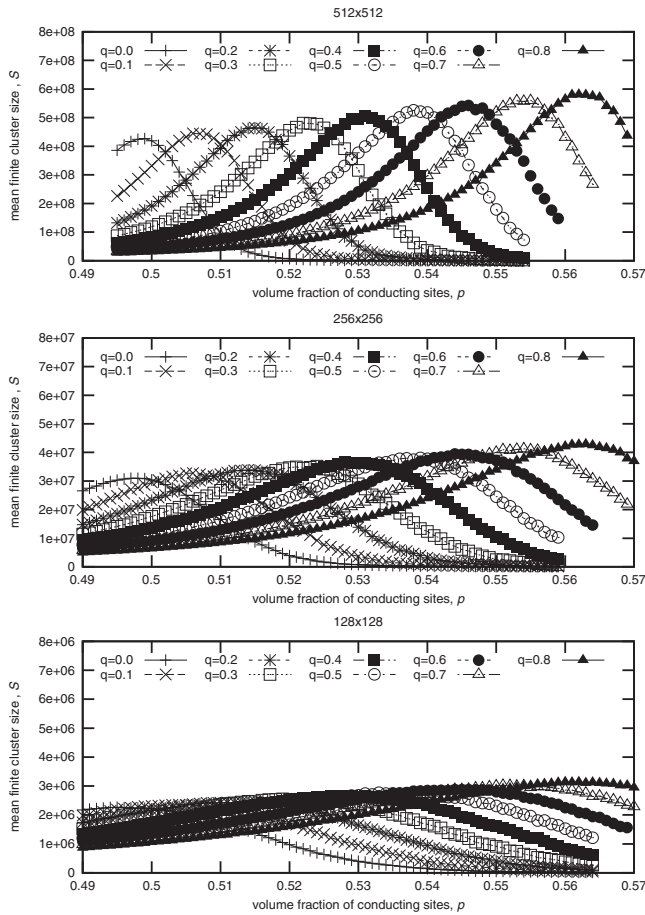 512x512
8e+08
7e+08
6e+08
5e+08
4e+08
3e+08
2e+08
1e+08
0
mean finite cluster size , S
q=0.0 q=0.2 q=0.4 q=0.6 q=0.8
q=0.1 q=0.3 q=0.5 q=0.7
0.49 0.5 0.51 0.52 0.53 0.54 0.55 0.56 0.57
volume fraction of conducting sites, p
256x256
8e+07
7e+07
6e+07
5e+07
4e+07
3e+07
2e+07
1e+07
0
mean finite cluster size , S
q=0.0 q=0.2 q=0.4 q=0.6 q=0.8
q=0.1 q=0.3 q=0.5 q=0.7
0.49 0.5 0.51 0.52 0.53 0.54 0.55 0.56 0.57
volume fraction of conducting sites, p
128x128
8e+06
7e+06
6e+06
5e+06
4e+06
3e+06
2e+06
1e+06
0
mean finite cluster size , S
q=0.0 q=0.2 q=0.4 q=0.6 q=0.8
q=0.1 q=0.3 q=0.5 q=0.7
0.49 0.5 0.51 0.52 0.53 0.54 0.55 0.56 0.57
volume fraction of conducting sites, p